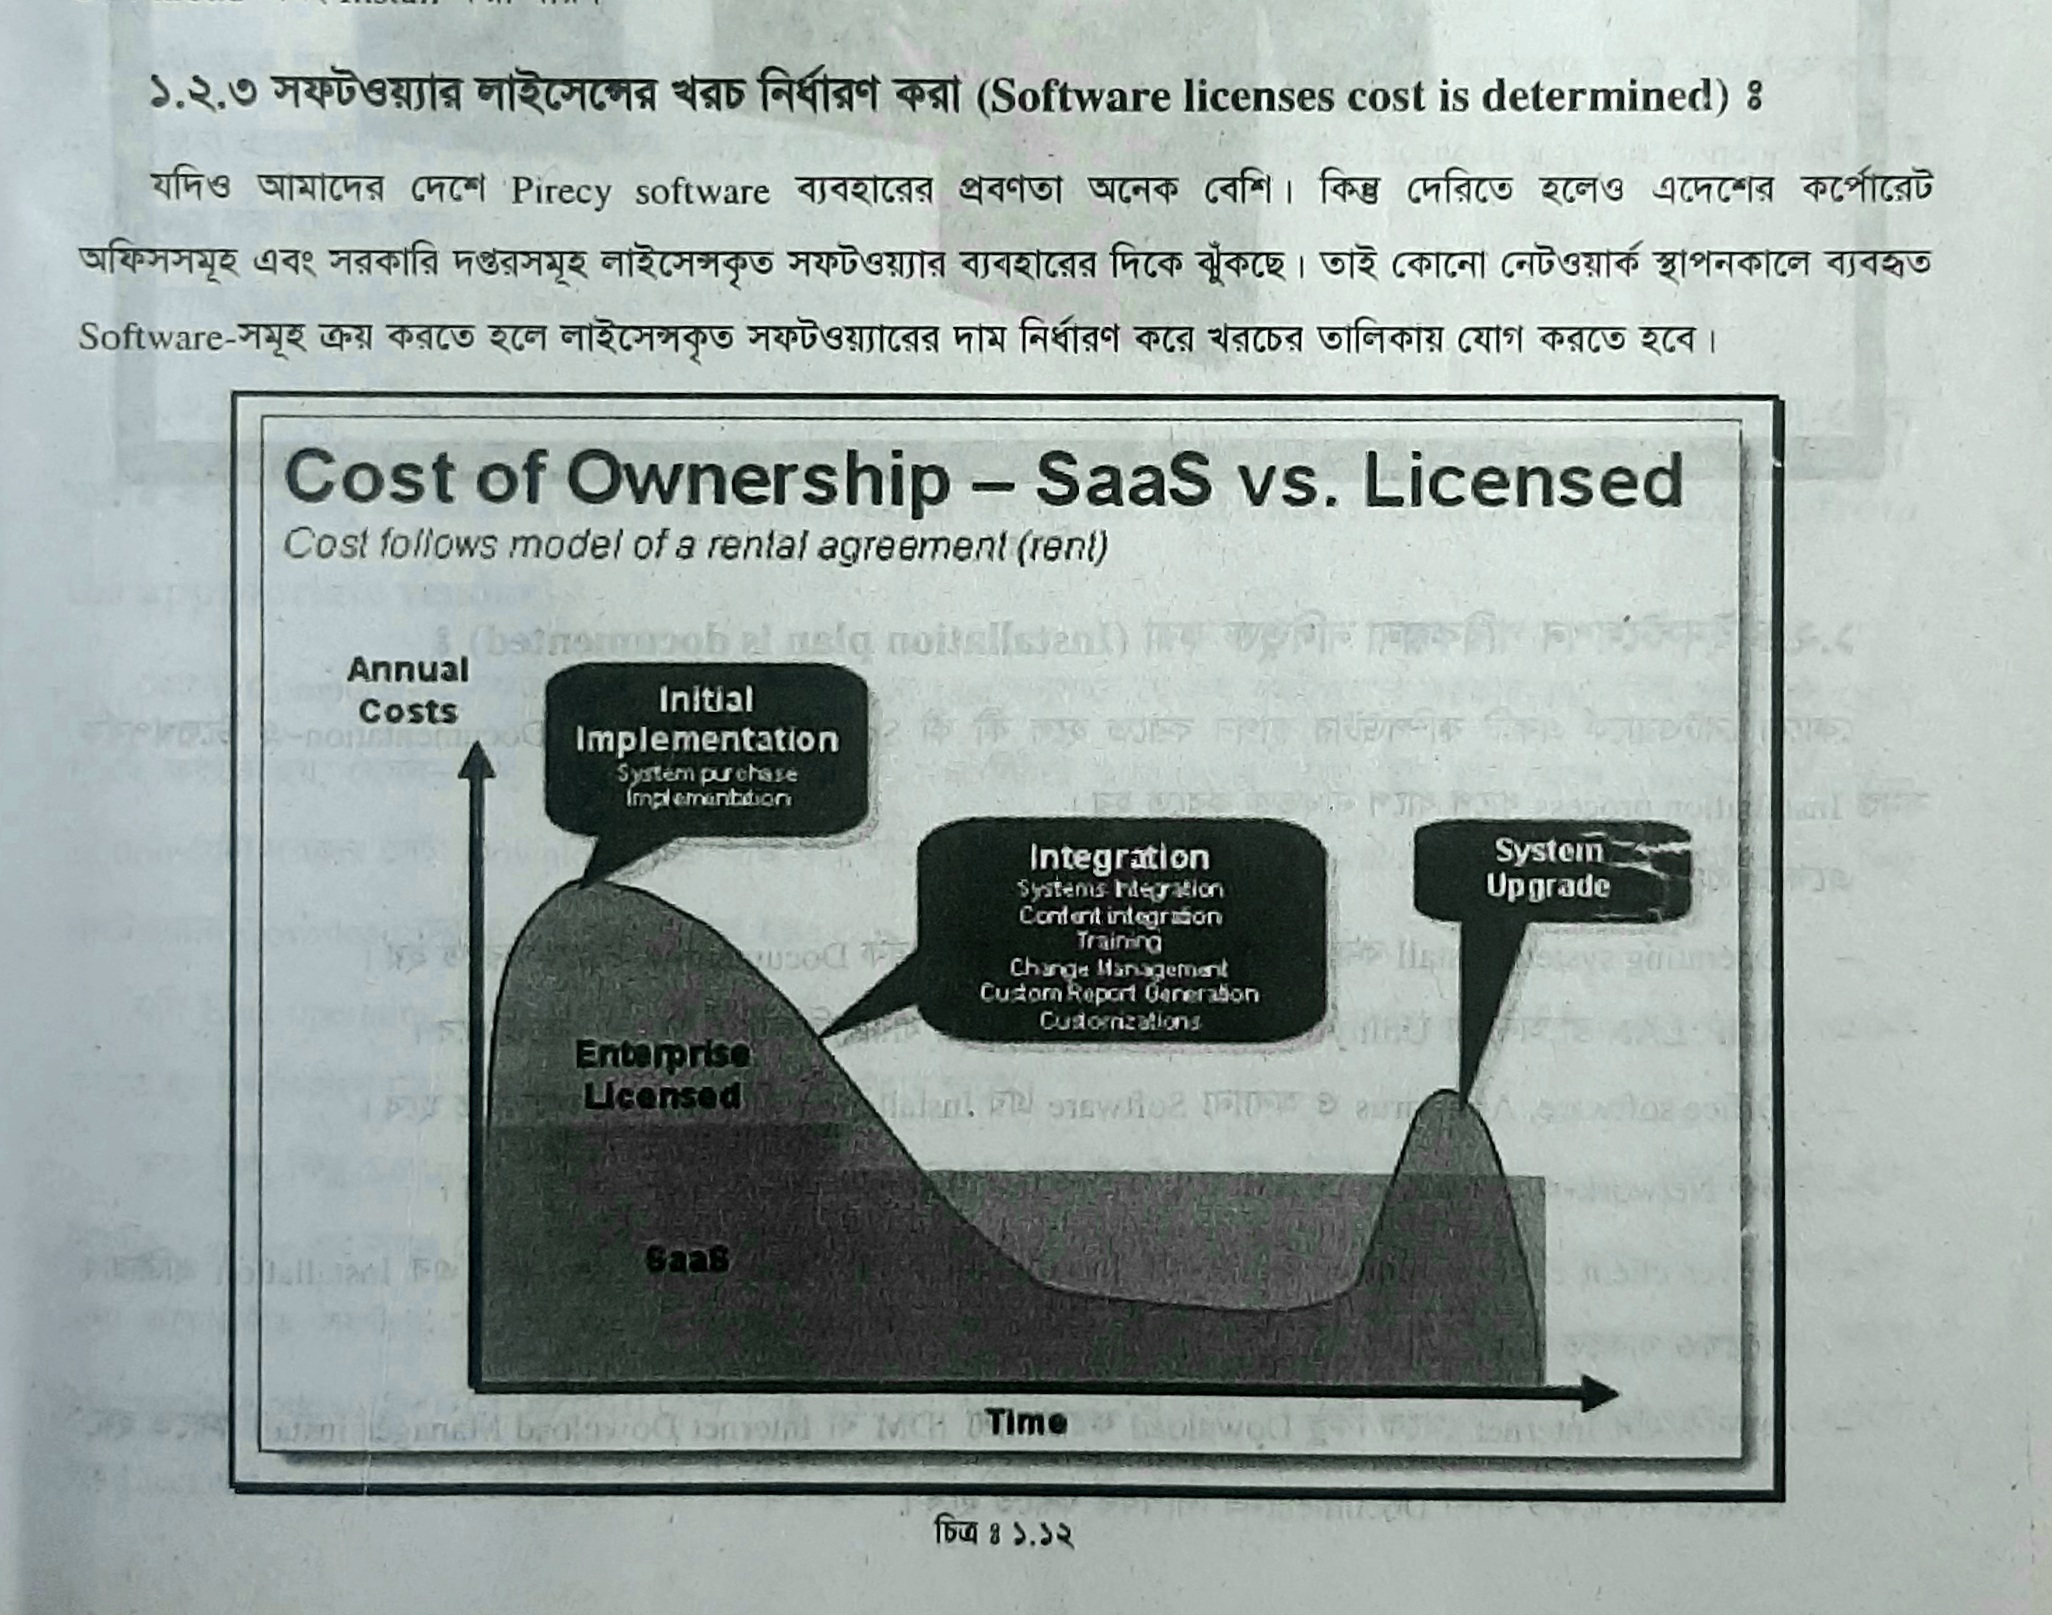 ১.২.৩ সফটওয়্যার লাইসেন্সের খরচ নির্ধারণ করা (Software licenses cost is determined) ঃ
যদিও আমাদের দেশে Pirecy software ব্যবহারের প্রবণতা অনেক বেশি। কিন্তু দেরিতে হলেও এদেশের কর্পোরেট
অফিসসমূহ এবং সরকারি দপ্তরসমূহ লাইসেন্সকৃত সফটওয়্যার ব্যবহারের দিকে ঝুঁকছে। তাই কোনো নেটওয়ার্ক স্থাপনকালে ব্যবহৃত
Software-সমূহ ক্রয় করতে হলে লাইসেন্সকৃত সফটওয়্যারের দাম নির্ধারণ করে খরচের তালিকায় যোগ করতে হবে।
Cost of Ownership – SaaS vs. Licensed
Cost follows model of a rental agreement (rent)
Annual
Costs
Initial
Implementation
System purchase
Implementation
Integration
Systems Integration
Content integration
Training
Change Management
Custom Report Generation
Customizations
System
Upgrade
Enterprise
Licensed
SaaS
Time
চিত্র ঃ ১.১২